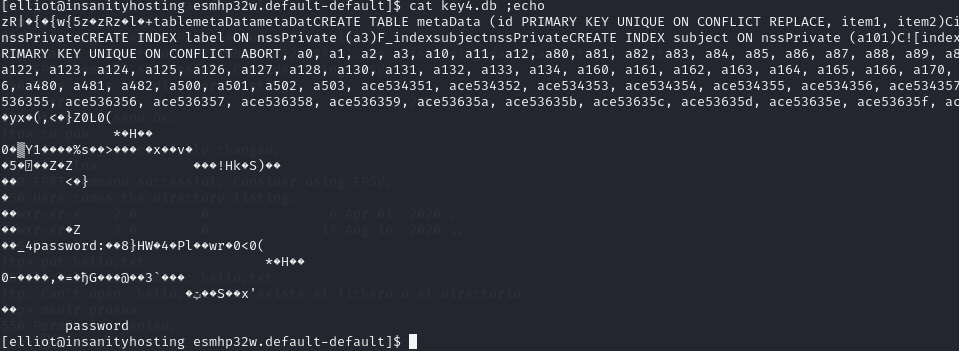 [elliot@insanityhosting esmhp32w.default-default]$ cat key4.db ;echo
zR|�{�{w{5z�zRz�l�+tablemetaDatametaDatCREATE TABLE metaData (id PRIMARY KEY UNIQUE ON CONFLICT REPLACE, item1, item2)Ci
nssPrivateCREATE INDEX label ON nssPrivate (a3)F_indexsubjectnssPrivateCREATE INDEX subject ON nssPrivate (a101)C![index
RIMARY KEY UNIQUE ON CONFLICT ABORT, a0, a1, a2, a3, a10, a11, a12, a80, a81, a82, a83, a84, a85, a86, a87, a88, a89, a8
a122, a123, a124, a125, a126, a127, a128, a130, a131, a132, a133, a134, a160, a161, a162, a163, a164, a165, a166, a170,
6, a480, a481, a482, a500, a501, a502, a503, ace534351, ace534352, ace534353, ace534354, ace534355, ace534356, ace534357
536355, ace536356, ace536357, ace536358, ace536359, ace53635a, ace53635b, ace53635c, ace53635d, ace53635e, ace53635f, ac
�yx�(,<�}Z0L0(
*�H��
0�▒Y1����%s��>��� �x��v�
�5���Z�Z ���!Hk�S)��
�� <�}
�
��
�� �Z
��_4password:��8}HW�4�Pl��wr�0<0(
*�H��
0-����,�=�ђG���@��3`���
���S��x'
��
password
[elliot@insanityhosting esmhp32w.default-default]$